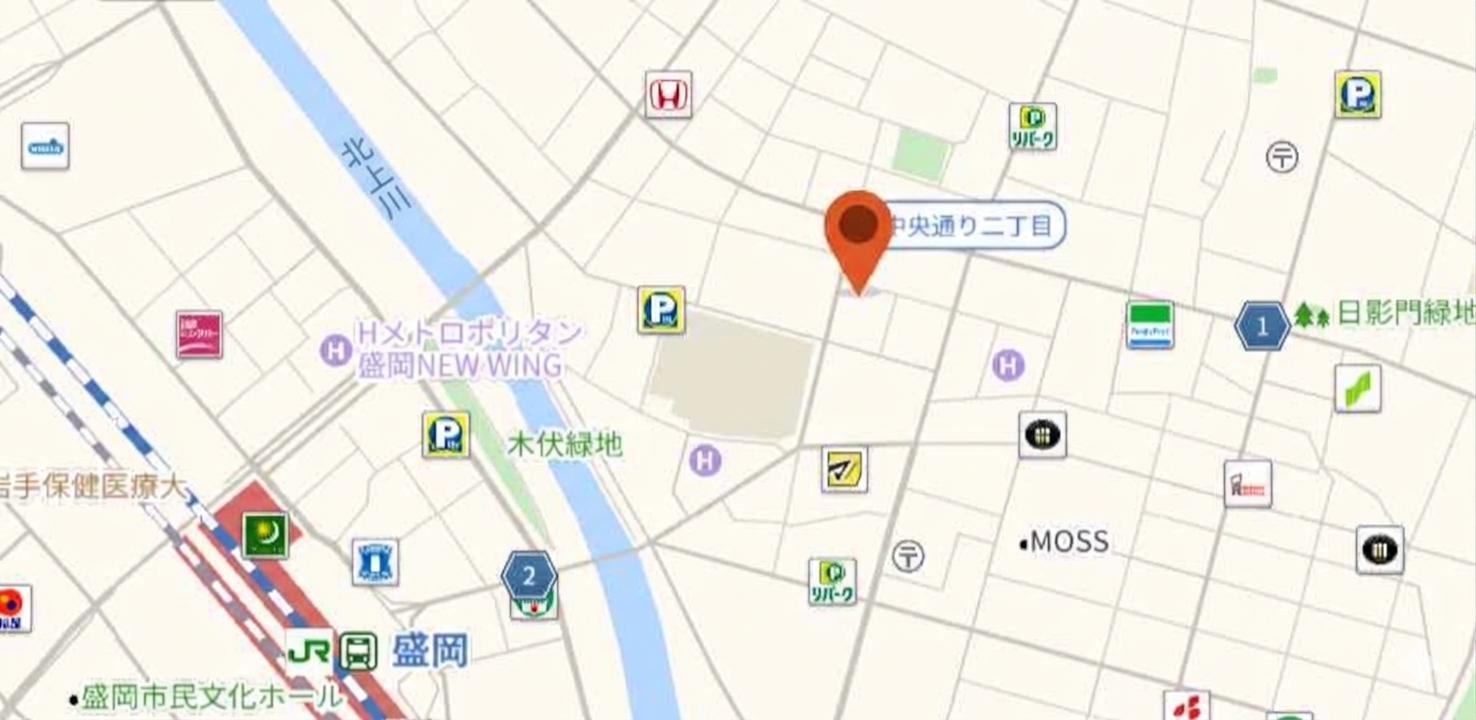 北上川
リパーク
〒
中央通り二丁目
1
日影門緑地
Hメトロポリタン
盛岡NEW WING
H
H
H
木伏緑地
岩手保健医療大
MOSS
2
〒
リパーク
JR
盛岡
盛岡市民文化ホール
P
P
P
FamilyMart